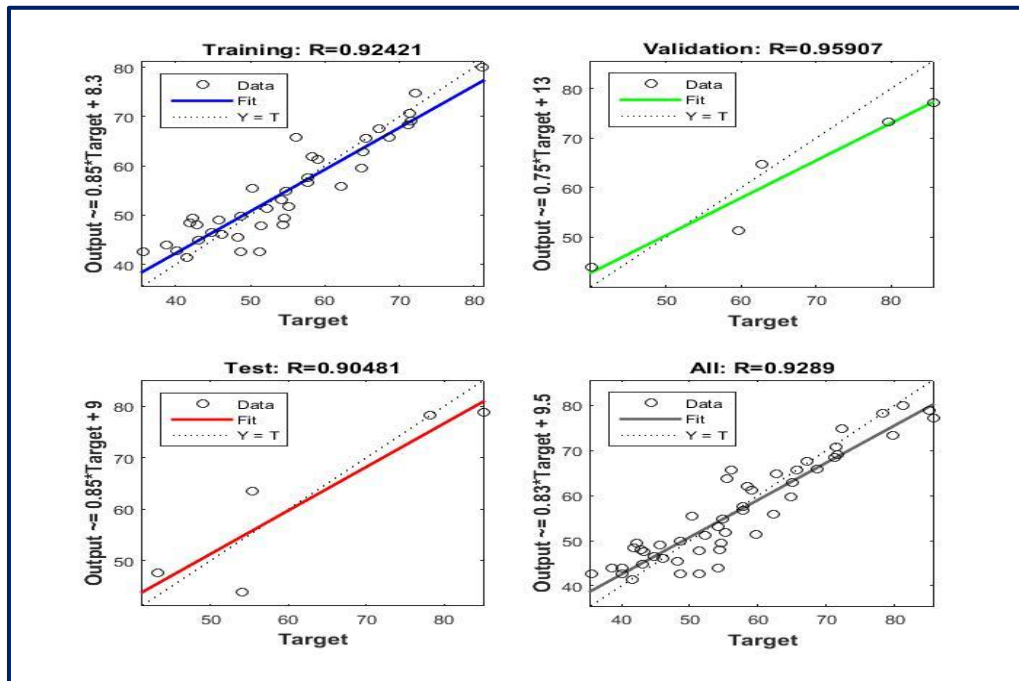 Training: R=0.92421
Output ~= 0.85*Target + 8.3
80
70
60
50
40
Data
Fit
Y = T
40 50 60 70 80
Target
Validation: R=0.95907
Output ~= 0.75*Target + 13
80
70
60
50
Data
Fit
Y = T
50 60 70 80
Target
Test: R=0.90481
Output ~= 0.85*Target + 9
80
70
60
50
Data
Fit
Y = T
50 60 70 80
Target
All: R=0.9289
Output ~= 0.83*Target + 9.5
80
70
60
50
40
Data
Fit
Y = T
40 50 60 70 80
Target